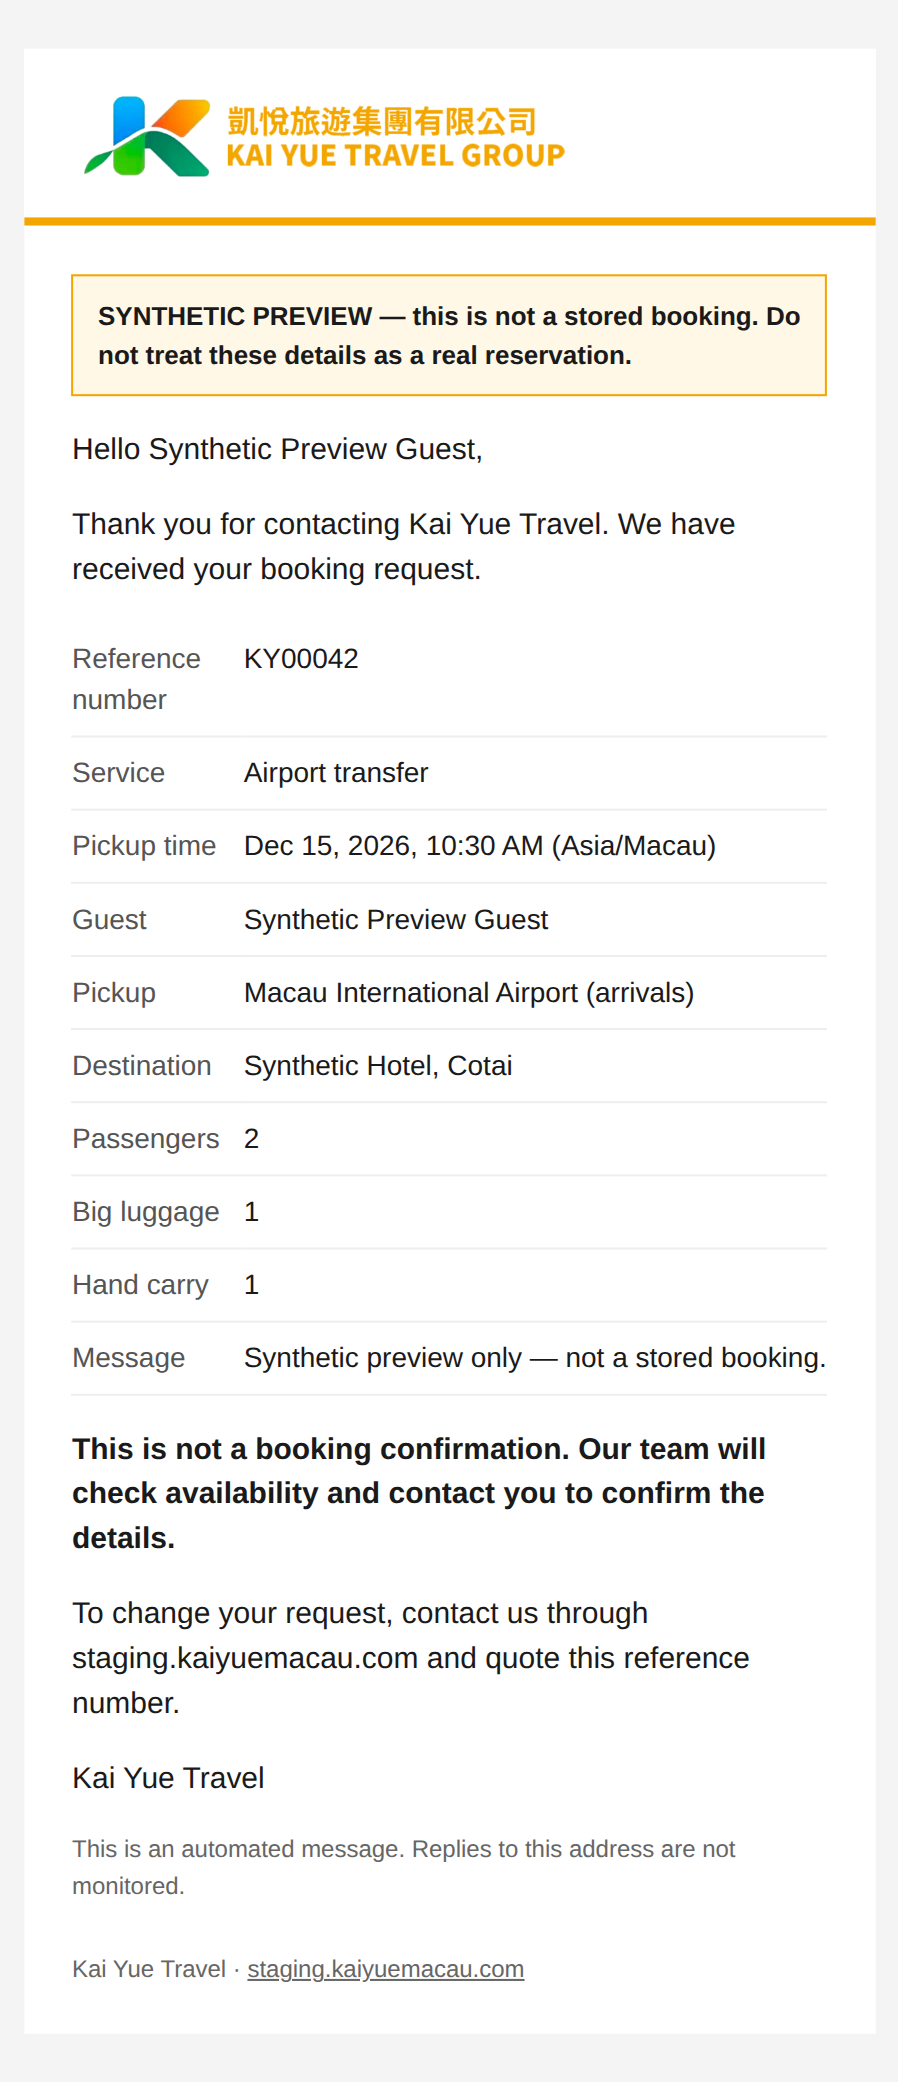 凱悅旅遊集團有限公司
KAI YUE TRAVEL GROUP
SYNTHETIC PREVIEW — this is not a stored booking. Do
not treat these details as a real reservation.
Hello Synthetic Preview Guest,
Thank you for contacting Kai Yue Travel. We have
received your booking request.
Reference number KY00042
Service Airport transfer
Pickup time Dec 15, 2026, 10:30 AM (Asia/Macau)
Guest Synthetic Preview Guest
Pickup Macau International Airport (arrivals)
Destination Synthetic Hotel, Cotai
Passengers 2
Big luggage 1
Hand carry 1
Message Synthetic preview only — not a stored booking.
This is not a booking confirmation. Our team will
check availability and contact you to confirm the
details.
To change your request, contact us through
staging.kaiyuemacau.com and quote this reference
number.
Kai Yue Travel
This is an automated message. Replies to this address are not
monitored.
Kai Yue Travel · staging.kaiyuemacau.com